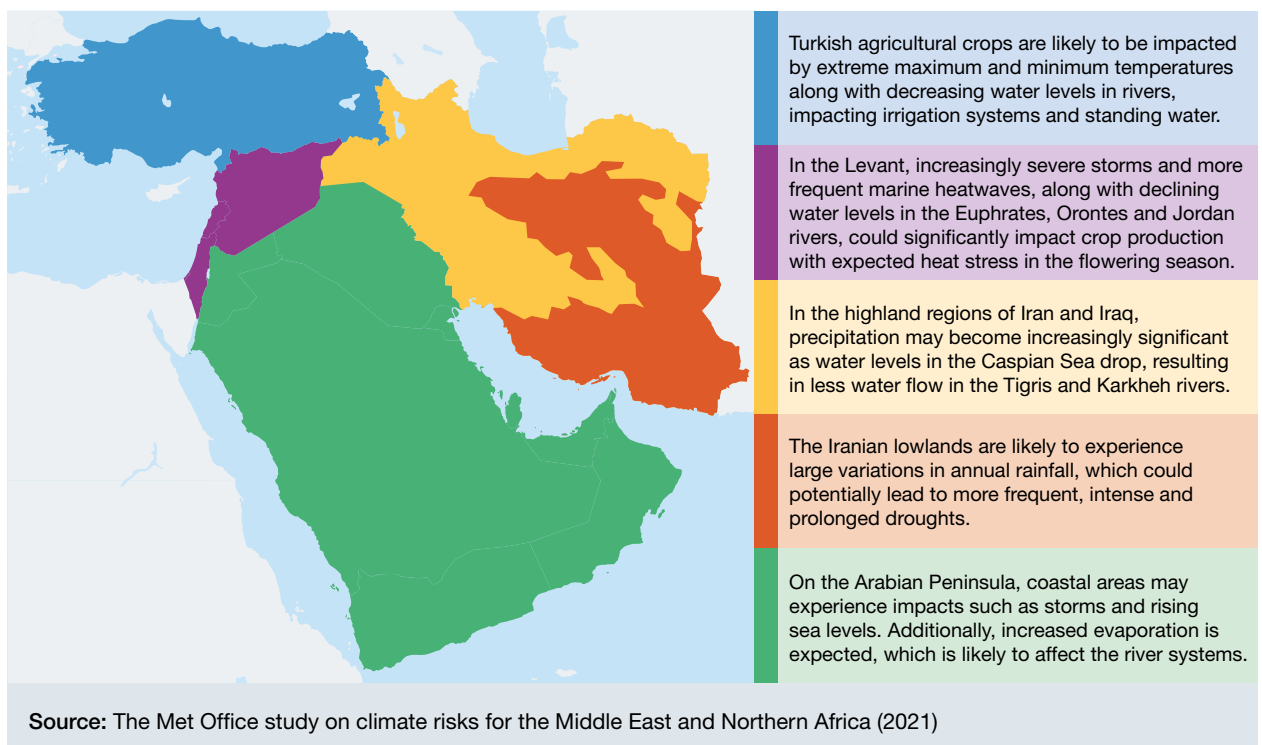 Turkish agricultural crops are likely to be impacted
by extreme maximum and minimum temperatures
along with decreasing water levels in rivers,
impacting irrigation systems and standing water.
In the Levant, increasingly severe storms and more
frequent marine heatwaves, along with declining
water levels in the Euphrates, Orontes and Jordan
rivers, could significantly impact crop production
with expected heat stress in the flowering season.
In the highland regions of Iran and Iraq,
precipitation may become increasingly significant
as water levels in the Caspian Sea drop, resulting
in less water flow in the Tigris and Karkheh rivers.
The Iranian lowlands are likely to experience
large variations in annual rainfall, which could
potentially lead to more frequent, intense and
prolonged droughts.
On the Arabian Peninsula, coastal areas may
experience impacts such as storms and rising
sea levels. Additionally, increased evaporation is
expected, which is likely to affect the river systems.
Source: The Met Office study on climate risks for the Middle East and Northern Africa (2021)